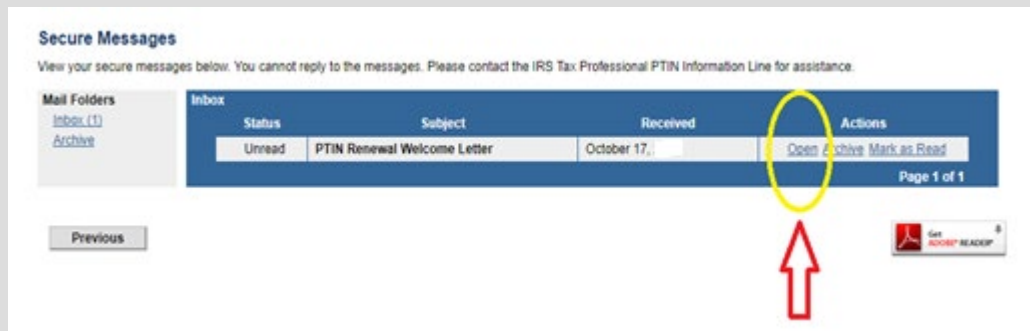 Secure Messages
View your secure messages below. You cannot reply to the messages. Please contact the IRS Tax Professional PTIN Information Line for assistance.
Mail Folders
Inbox (1)
Archive
Inbox
Status Subject Received Actions
Unread PTIN Renewal Welcome Letter October 17, Open Archive Mark as Read
Page 1 of 1
Previous
Get
ADOBE® READER®